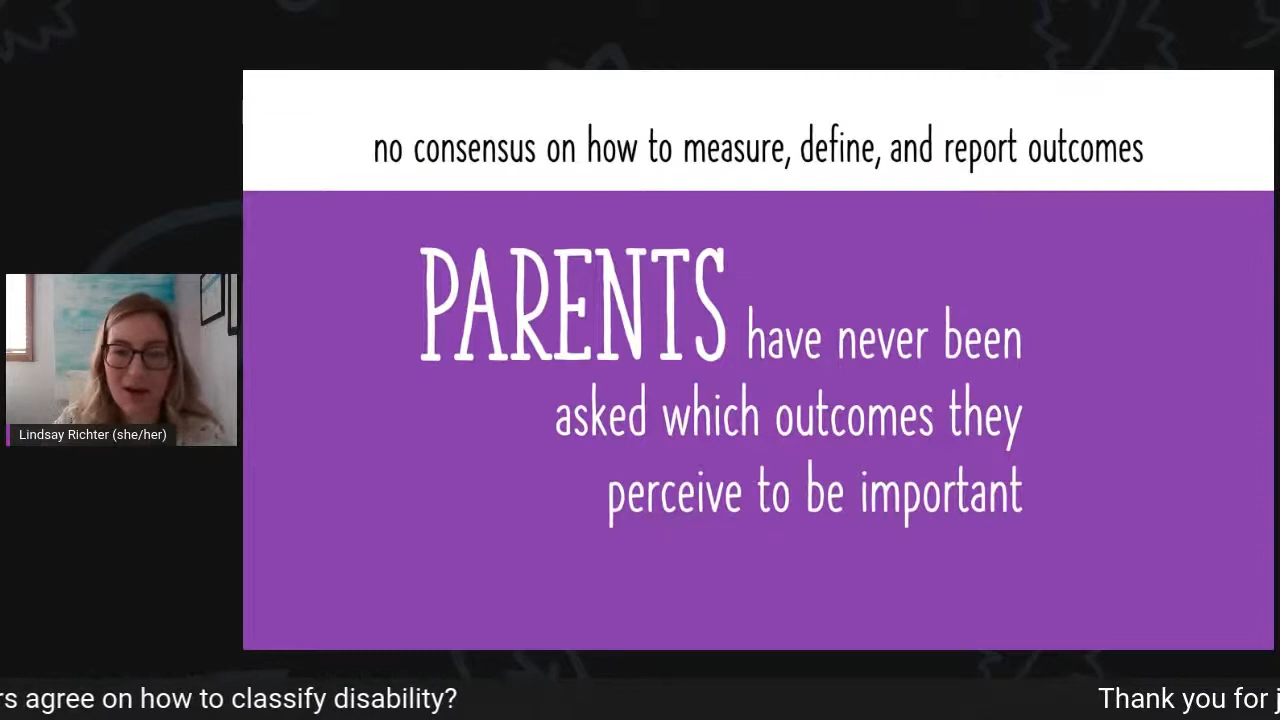 no consensus on how to measure, define, and report outcomes
PARENTS have never been
asked which outcomes they
perceive to be important
Lindsay Richter (she/her)
rs agree on how to classify disability?
Thank you for j